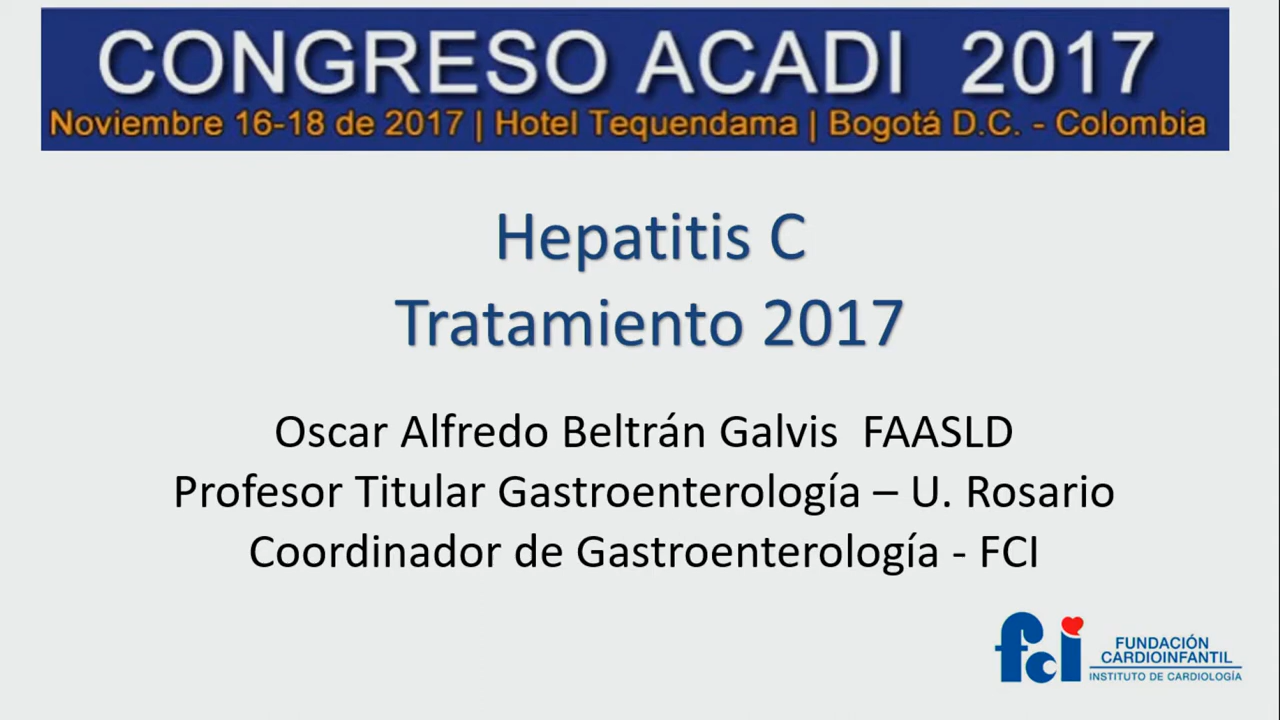 CONGRESO ACADI 2017
Noviembre 16-18 de 2017 | Hotel Tequendama | Bogotá D.C. - Colombia
Hepatitis C
Tratamiento 2017
Oscar Alfredo Beltrán Galvis FAASLD
Profesor Titular Gastroenterología – U. Rosario
Coordinador de Gastroenterología - FCI
fci
FUNDACIÓN
CARDIOINFANTIL
INSTITUTO DE CARDIOLOGÍA